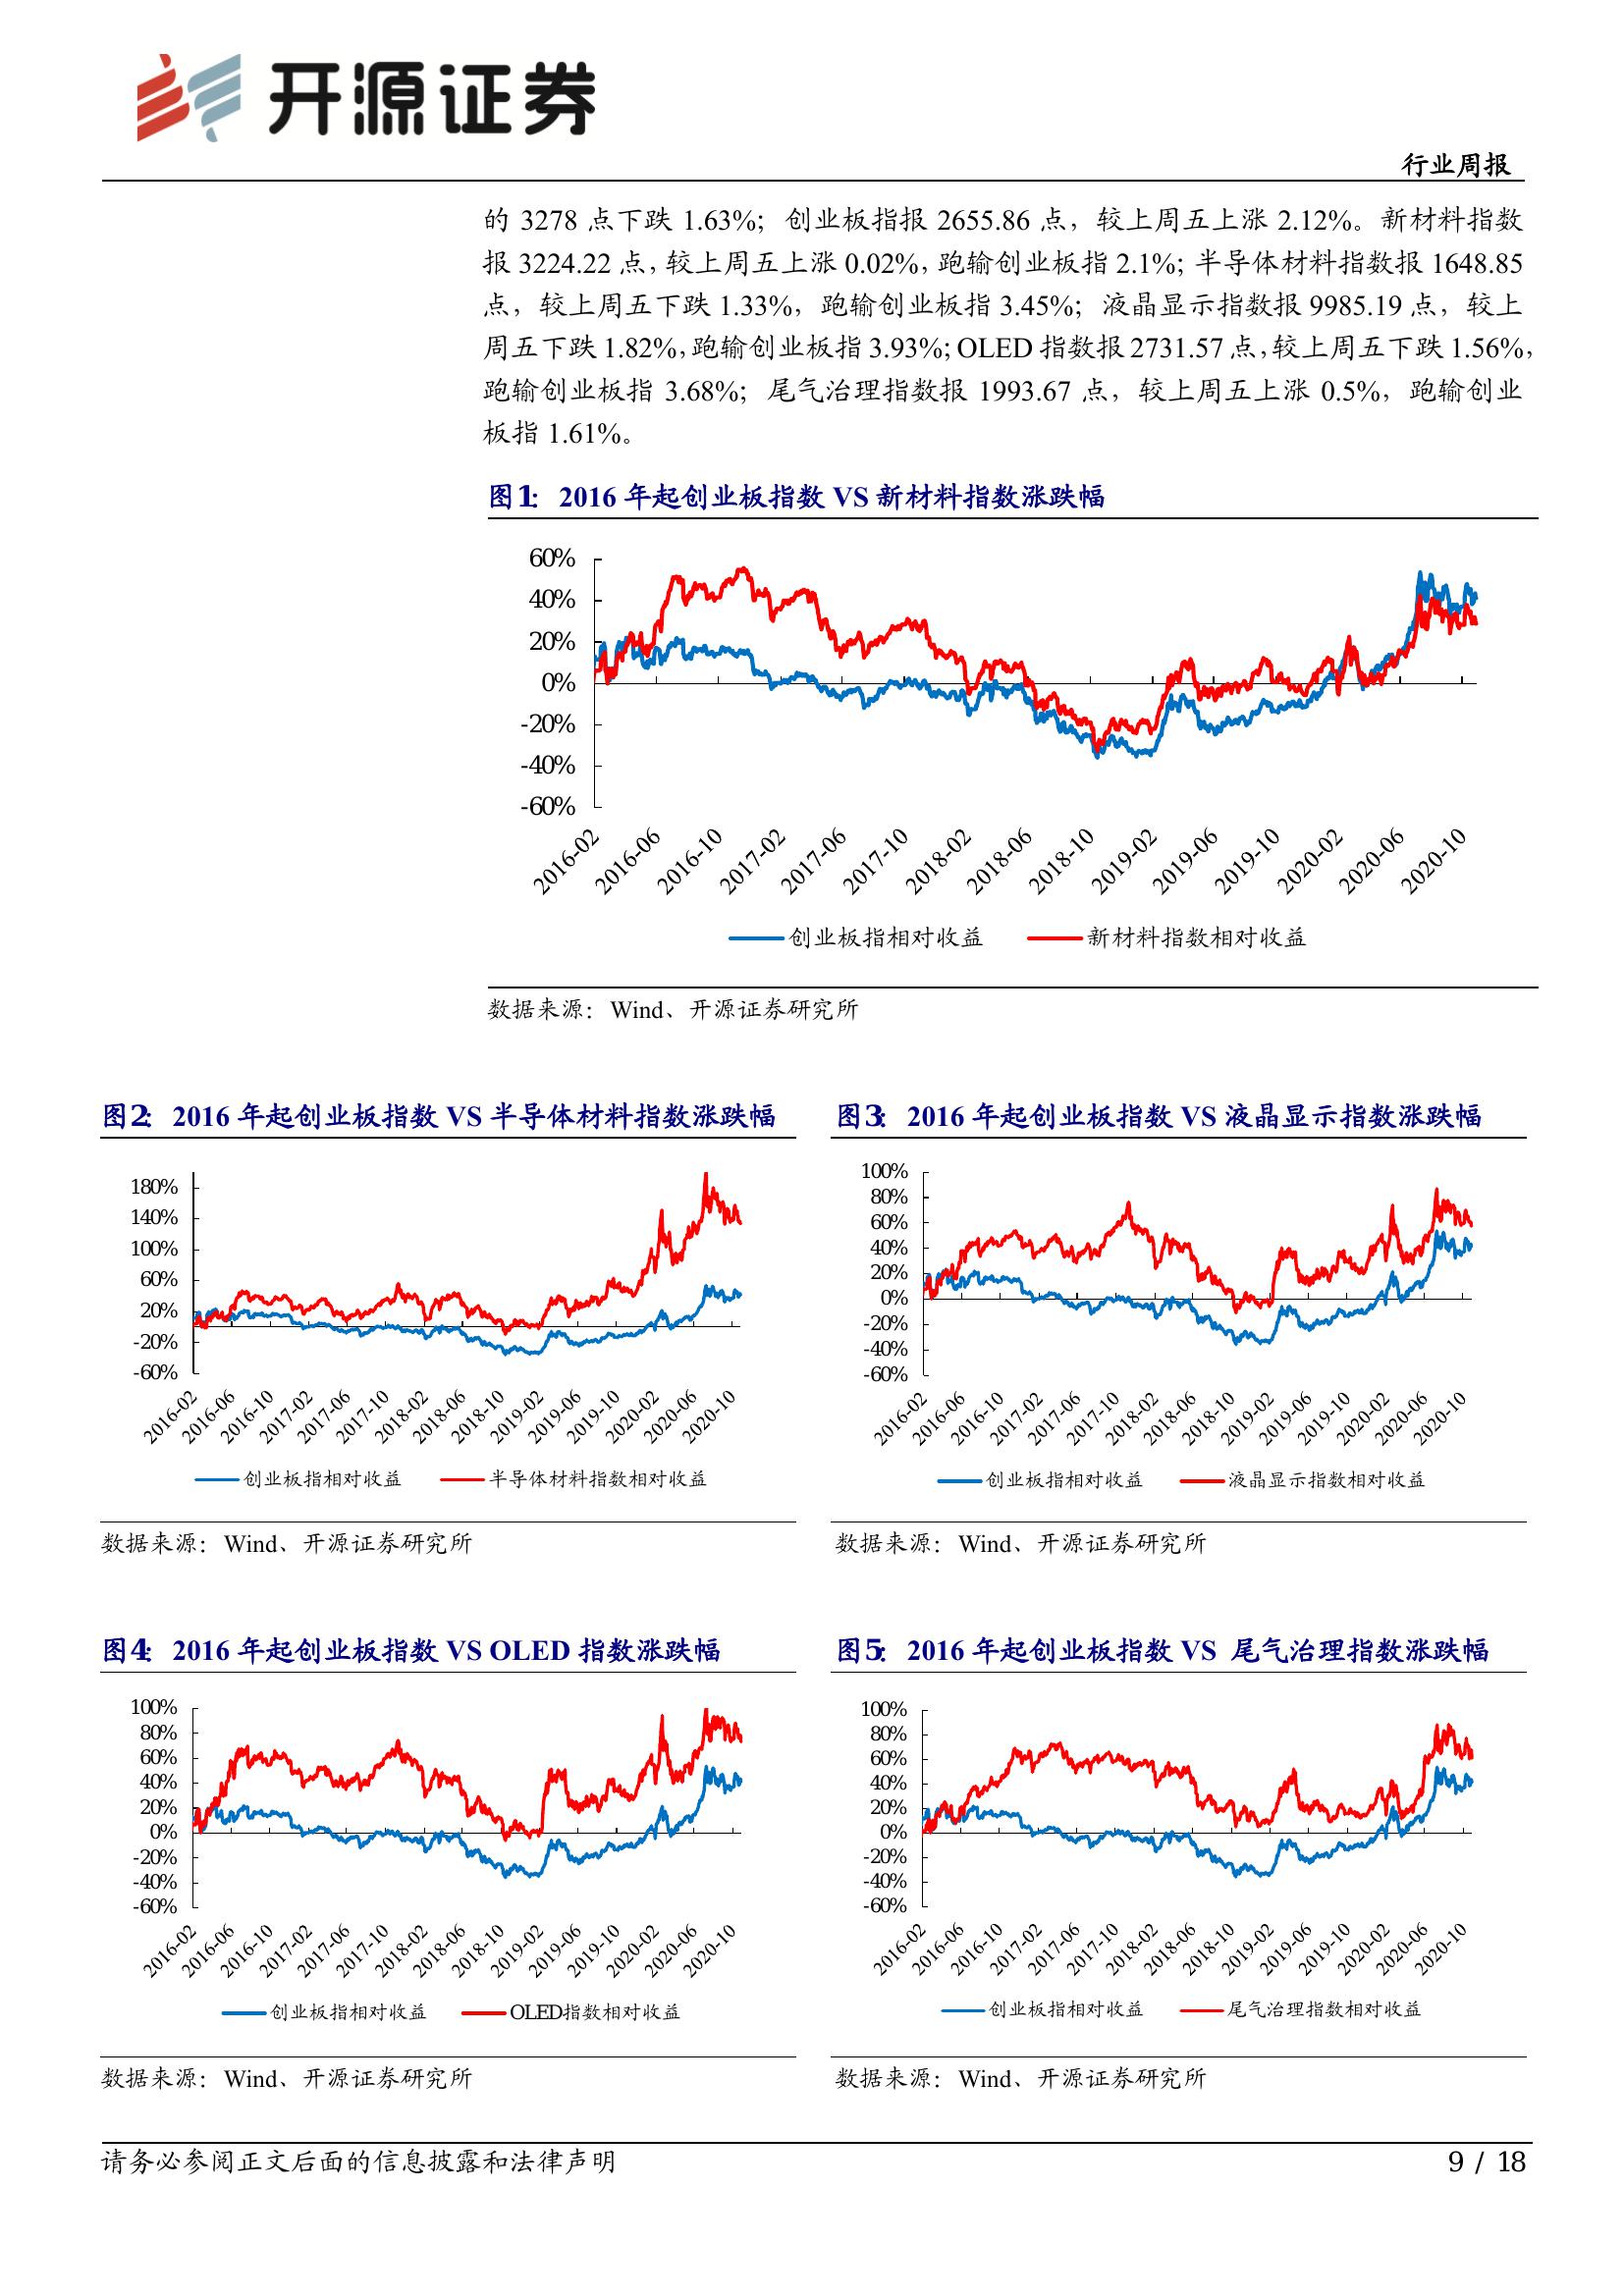 开源证券
行业周报
的 3278 点下跌 1.63%；创业板指报 2655.86 点，较上周五上涨 2.12%。新材料指数
报 3224.22 点，较上周五上涨 0.02%，跑输创业板指 2.1%；半导体材料指数报 1648.85
点，较上周五下跌 1.33%，跑输创业板指 3.45%；液晶显示指数报 9985.19 点，较上
周五下跌 1.82%，跑输创业板指 3.93%；OLED 指数报 2731.57 点，较上周五下跌 1.56%，
跑输创业板指 3.68%；尾气治理指数报 1993.67 点，较上周五上涨 0.5%，跑输创业
板指 1.61%。
图1：2016 年起创业板指数 VS 新材料指数涨跌幅
60%
40%
20%
0%
-20%
-40%
-60%
2016-02 2016-06 2016-10 2017-02 2017-06 2017-10 2018-02 2018-06 2018-10 2019-02 2019-06 2019-10 2020-02 2020-06 2020-10
创业板指相对收益 新材料指数相对收益
数据来源：Wind、开源证券研究所
图2：2016 年起创业板指数 VS 半导体材料指数涨跌幅
180%
140%
100%
60%
20%
-20%
-60%
2016-02 2016-06 2016-10 2017-02 2017-06 2017-10 2018-02 2018-06 2018-10 2019-02 2019-06 2019-10 2020-02 2020-06 2020-10
创业板指相对收益 半导体材料指数相对收益
数据来源：Wind、开源证券研究所
图3：2016 年起创业板指数 VS 液晶显示指数涨跌幅
100%
80%
60%
40%
20%
0%
-20%
-40%
-60%
2016-02 2016-06 2016-10 2017-02 2017-06 2017-10 2018-02 2018-06 2018-10 2019-02 2019-06 2019-10 2020-02 2020-06 2020-10
创业板指相对收益 液晶显示指数相对收益
数据来源：Wind、开源证券研究所
图4：2016 年起创业板指数 VS OLED 指数涨跌幅
100%
80%
60%
40%
20%
0%
-20%
-40%
-60%
2016-02 2016-06 2016-10 2017-02 2017-06 2017-10 2018-02 2018-06 2018-10 2019-02 2019-06 2019-10 2020-02 2020-06 2020-10
创业板指相对收益 OLED指数相对收益
数据来源：Wind、开源证券研究所
图5：2016 年起创业板指数 VS 尾气治理指数涨跌幅
100%
80%
60%
40%
20%
0%
-20%
-40%
-60%
2016-02 2016-06 2016-10 2017-02 2017-06 2017-10 2018-02 2018-06 2018-10 2019-02 2019-06 2019-10 2020-02 2020-06 2020-10
创业板指相对收益 尾气治理指数相对收益
数据来源：Wind、开源证券研究所
请务必参阅正文后面的信息披露和法律声明
9 / 18